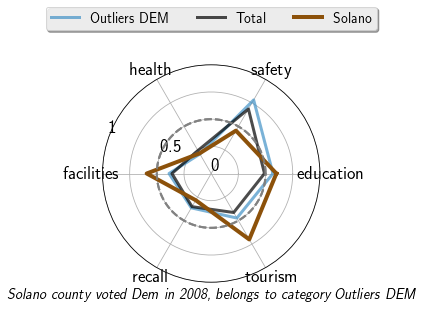 Outliers DEM Total Solano
health safety
1
0.5
0
facilities education
recall tourism
Solano county voted Dem in 2008, belongs to category Outliers DEM